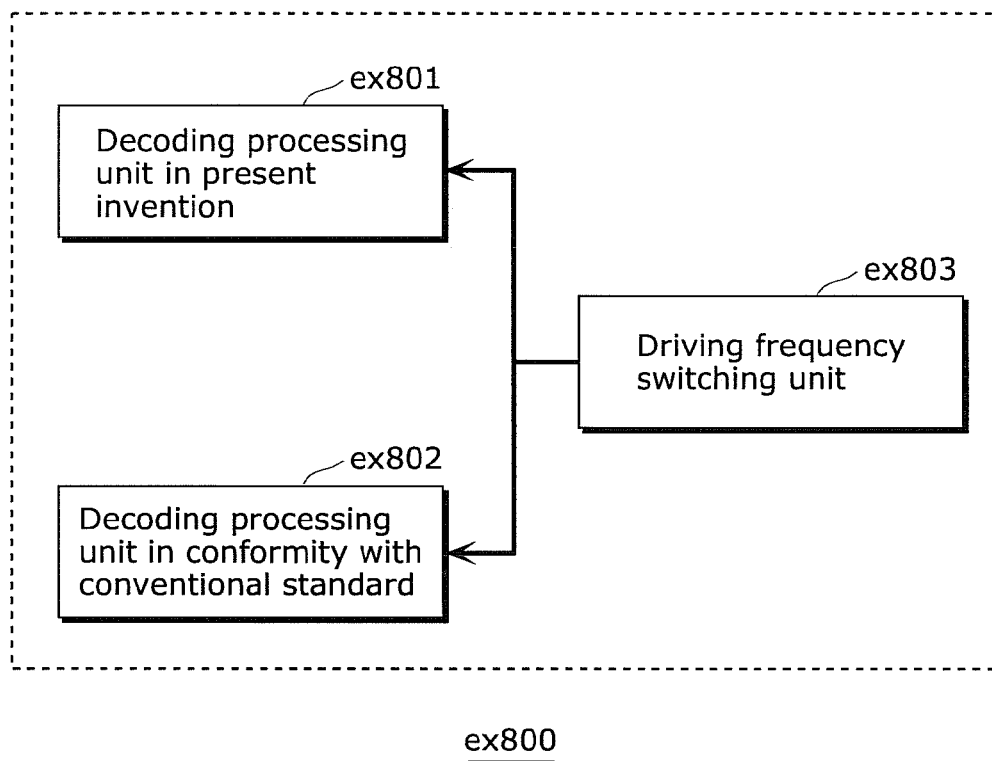 ex801
Decoding processing
unit in present
invention
ex803
Driving frequency
switching unit
ex802
Decoding processing
unit in conformity with
conventional standard
ex800